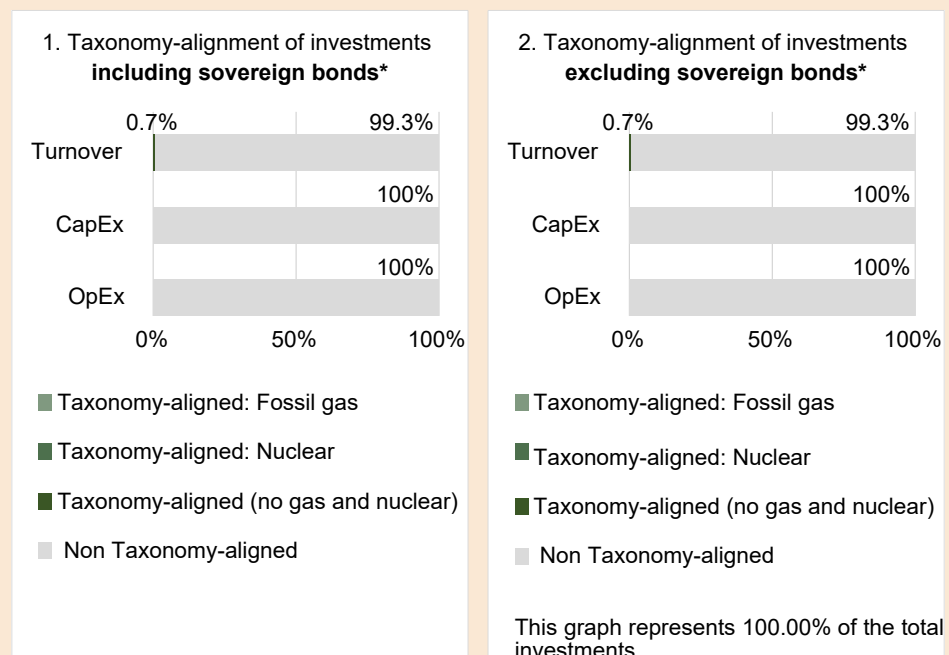 1. Taxonomy-alignment of investments
including sovereign bonds*
0.7% 99.3%
Turnover
100%
CapEx
100%
OpEx
0% 50% 100%
Taxonomy-aligned: Fossil gas
Taxonomy-aligned: Nuclear
Taxonomy-aligned (no gas and nuclear)
Non Taxonomy-aligned
2. Taxonomy-alignment of investments
excluding sovereign bonds*
0.7% 99.3%
Turnover
100%
CapEx
100%
OpEx
0% 50% 100%
Taxonomy-aligned: Fossil gas
Taxonomy-aligned: Nuclear
Taxonomy-aligned (no gas and nuclear)
Non Taxonomy-aligned
This graph represents 100.00% of the total
investments